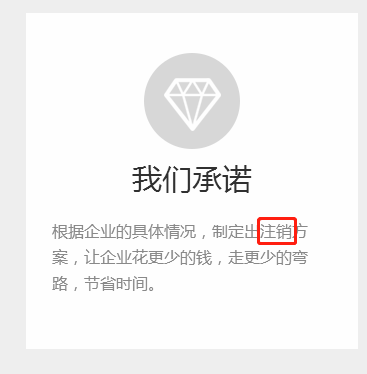 我们承诺
根据企业的具体情况，制定出注销方
案，让企业花更少的钱，走更少的弯
路，节省时间。